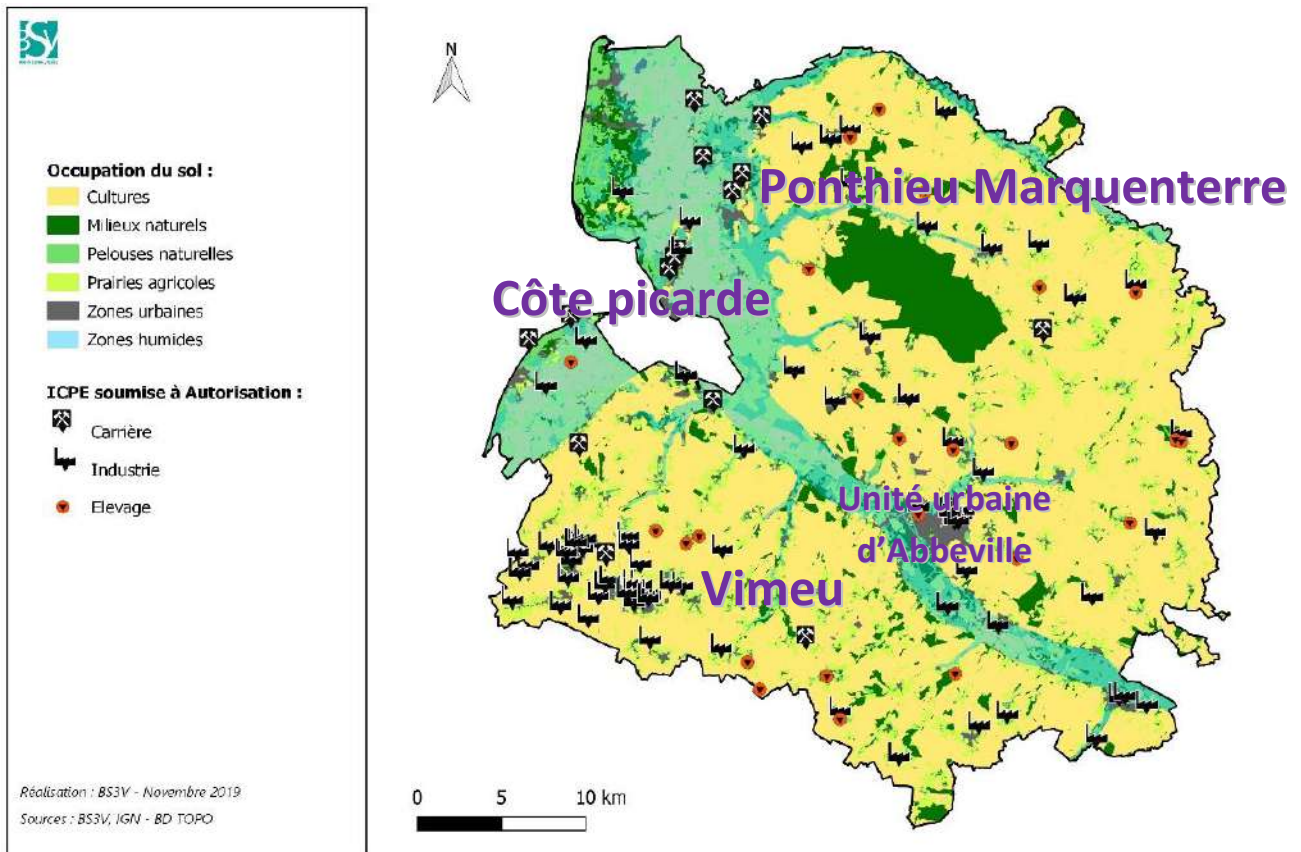 BS3V
N
Occupation du sol :
Cultures
Milieux naturels
Pelouses naturelles
Prairies agricoles
Zones urbaines
Zones humides
ICPE soumise à Autorisation :
Carrière
Industrie
Elevage
Réalisation : BS3V - Novembre 2019
Sources : BS3V, IGN - BD TOPO
Ponthieu Marquenterre
Côte picarde
Unité urbaine
d'Abbeville
Vimeu
0 5 10 km